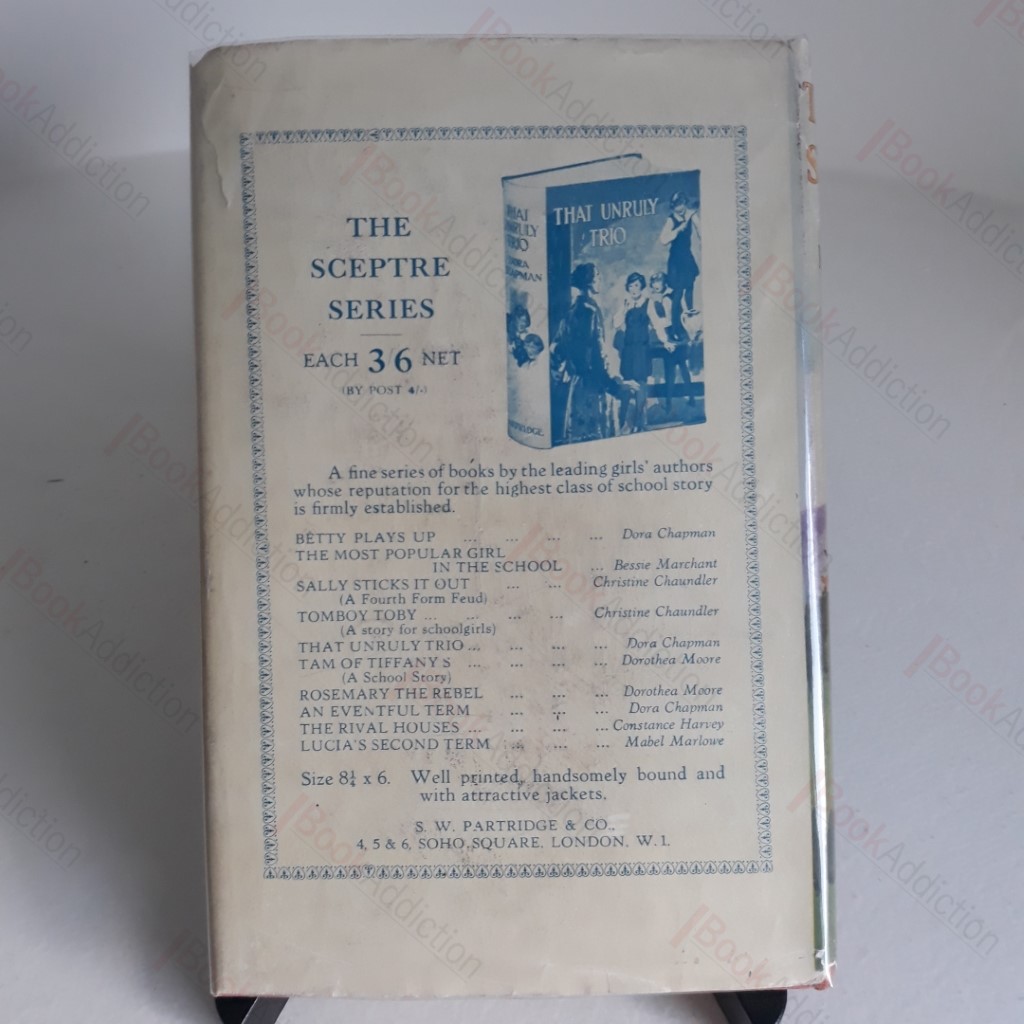 THE
SCEPTRE
SERIES
EACH 3 6 NET
(BY POST 4/-)
THAT UNRULY
TRIO
THAT
UNRULY
TRIO
DORA
CHAPMAN
PARTRIDGE
A fine series of books by the leading girls' authors
whose reputation for the highest class of school story
is firmly established.
BETTY PLAYS UP ... ... ... ... Dora Chapman
THE MOST POPULAR GIRL
IN THE SCHOOL ... Bessie Marchant
SALLY STICKS IT OUT ... ... Christine Chaundler
(A Fourth Form Feud)
TOMBOY TOBY ... ... ... ... Christine Chaundler
(A story for schoolgirls)
THAT UNRULY TRIO ... ... ... ... Dora Chapman
TAM OF TIFFANY'S ... ... ... ... Dorothea Moore
(A School Story)
ROSEMARY THE REBEL ... ... ... Dorothea Moore
AN EVENTFUL TERM ... ... ... Dora Chapman
THE RIVAL HOUSES ... ... ... ... Constance Harvey
LUCIA'S SECOND TERM ... ... ... Mabel Marlowe
Size 8¼ x 6. Well printed, handsomely bound and
with attractive jackets.
S. W. PARTRIDGE & CO.,
4, 5 & 6, SOHO SQUARE, LONDON, W.1.
BookAddiction